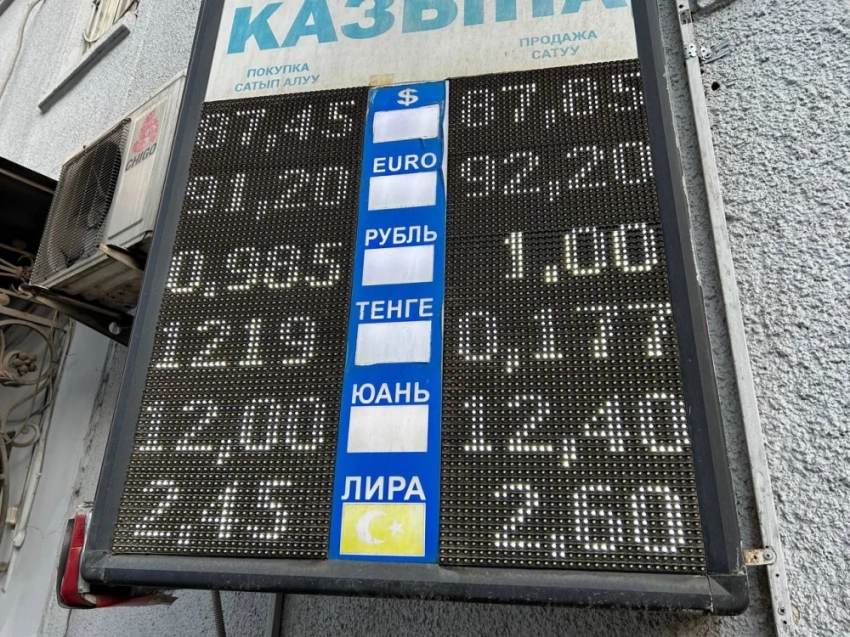 КАЗЫНА
ПОКУПКА
САТЫП АЛУУ
ПРОДАЖА
САТУУ
CHIGO
87,45 $ 87,85
91,20 EURO 92,20
0,985 РУБЛЬ 1.00
1219 ТЕНГЕ 0,177
12,00 ЮАНЬ 12,40
2,45 ЛИРА 2,60